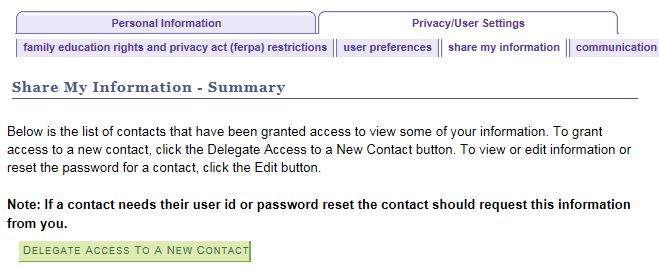 Personal Information Privacy/User Settings
family education rights and privacy act (ferpa) restrictions user preferences share my information communication
Share My Information - Summary
Below is the list of contacts that have been granted access to view some of your information. To grant
access to a new contact, click the Delegate Access to a New Contact button. To view or edit information or
reset the password for a contact, click the Edit button.
Note: If a contact needs their user id or password reset the contact should request this information
from you.
DELEGATE ACCESS TO A NEW CONTACT